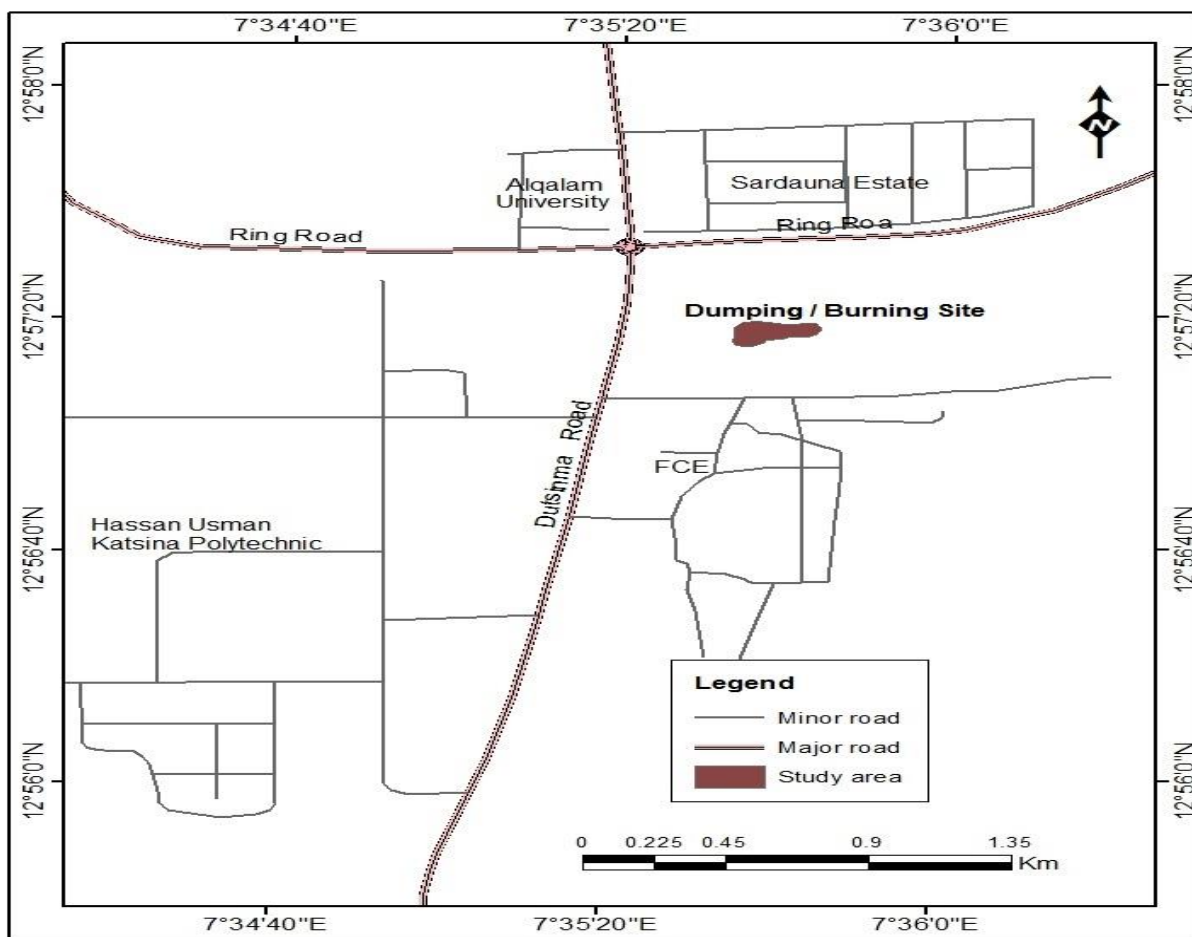 7°34'40"E 7°35'20"E 7°36'0"E
12°58'0"N
12°58'0"N
N
Alqalam
University
Sardauna Estate
Ring Road
Ring Roa
12°57'20"N
12°57'20"N
Dumping / Burning Site
Dutsinma Road
FCE
Hassan Usman
Katsina Polytechnic
12°56'40"N
12°56'40"N
Legend
Minor road
Major road
Study area
12°56'0"N
12°56'0"N
0 0.225 0.45 0.9 1.35
Km
7°34'40"E 7°35'20"E 7°36'0"E